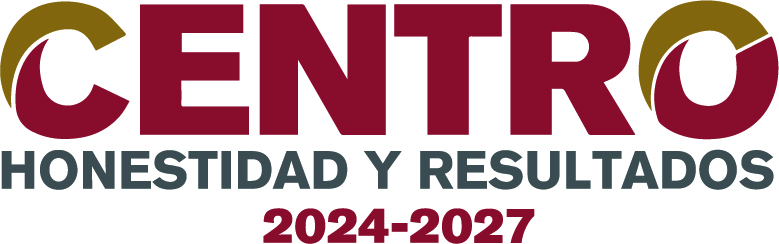 CENTRO
HONESTIDAD Y RESULTADOS
2024-2027